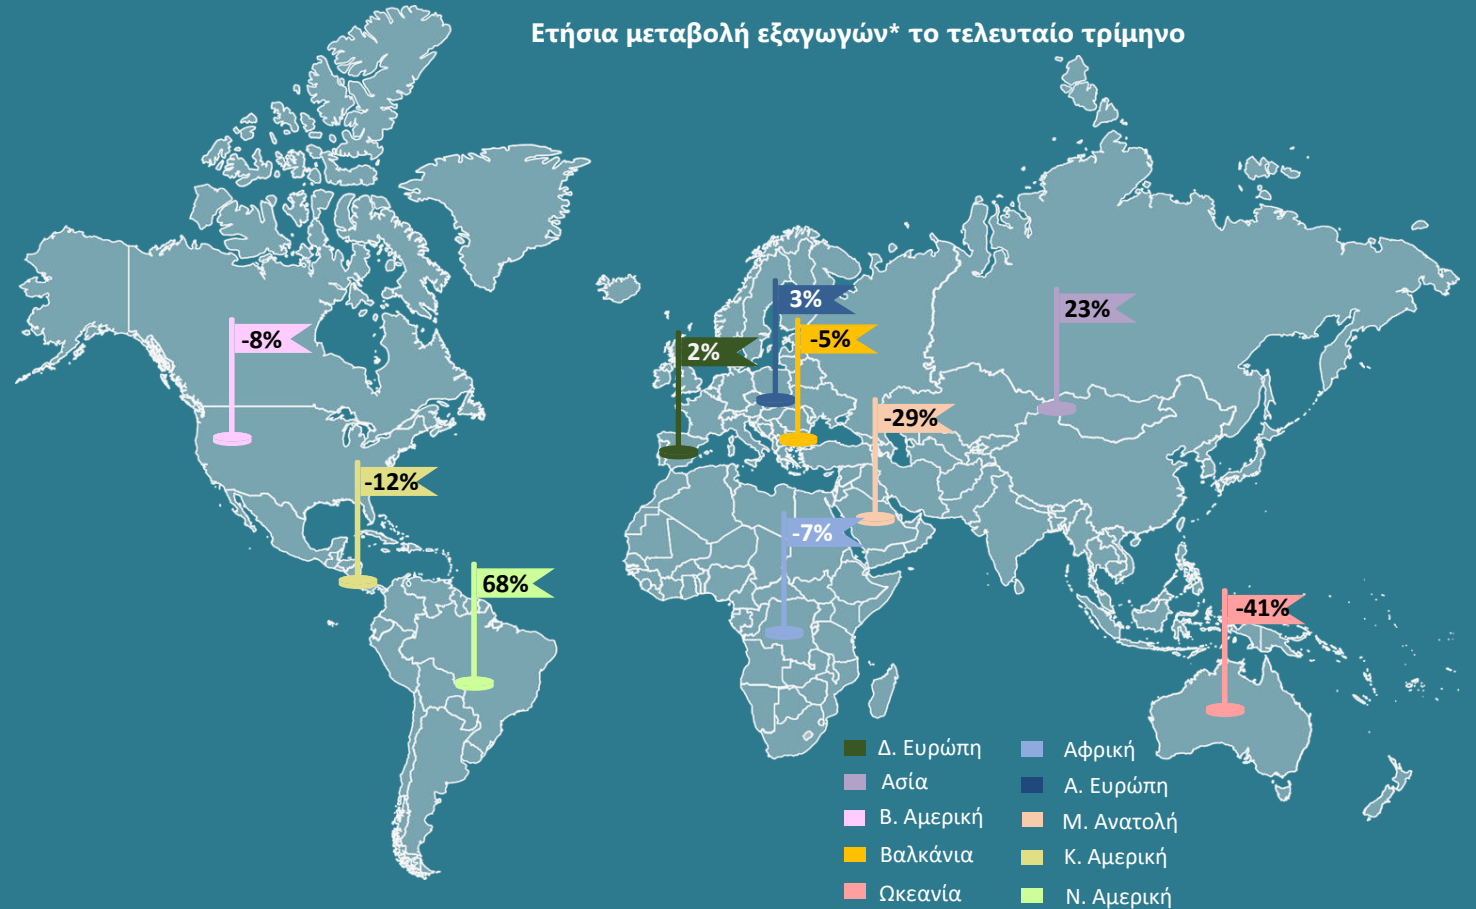 Ετήσια μεταβολή εξαγωγών* το τελευταίο τρίμηνο
3%
23%
-8%
2%
-5%
-29%
-12%
-7%
68%
-41%
Δ. Ευρώπη
Αφρική
Ασία
Α. Ευρώπη
Β. Αμερική
Μ. Ανατολή
Βαλκάνια
Κ. Αμερική
Ωκεανία
Ν. Αμερική